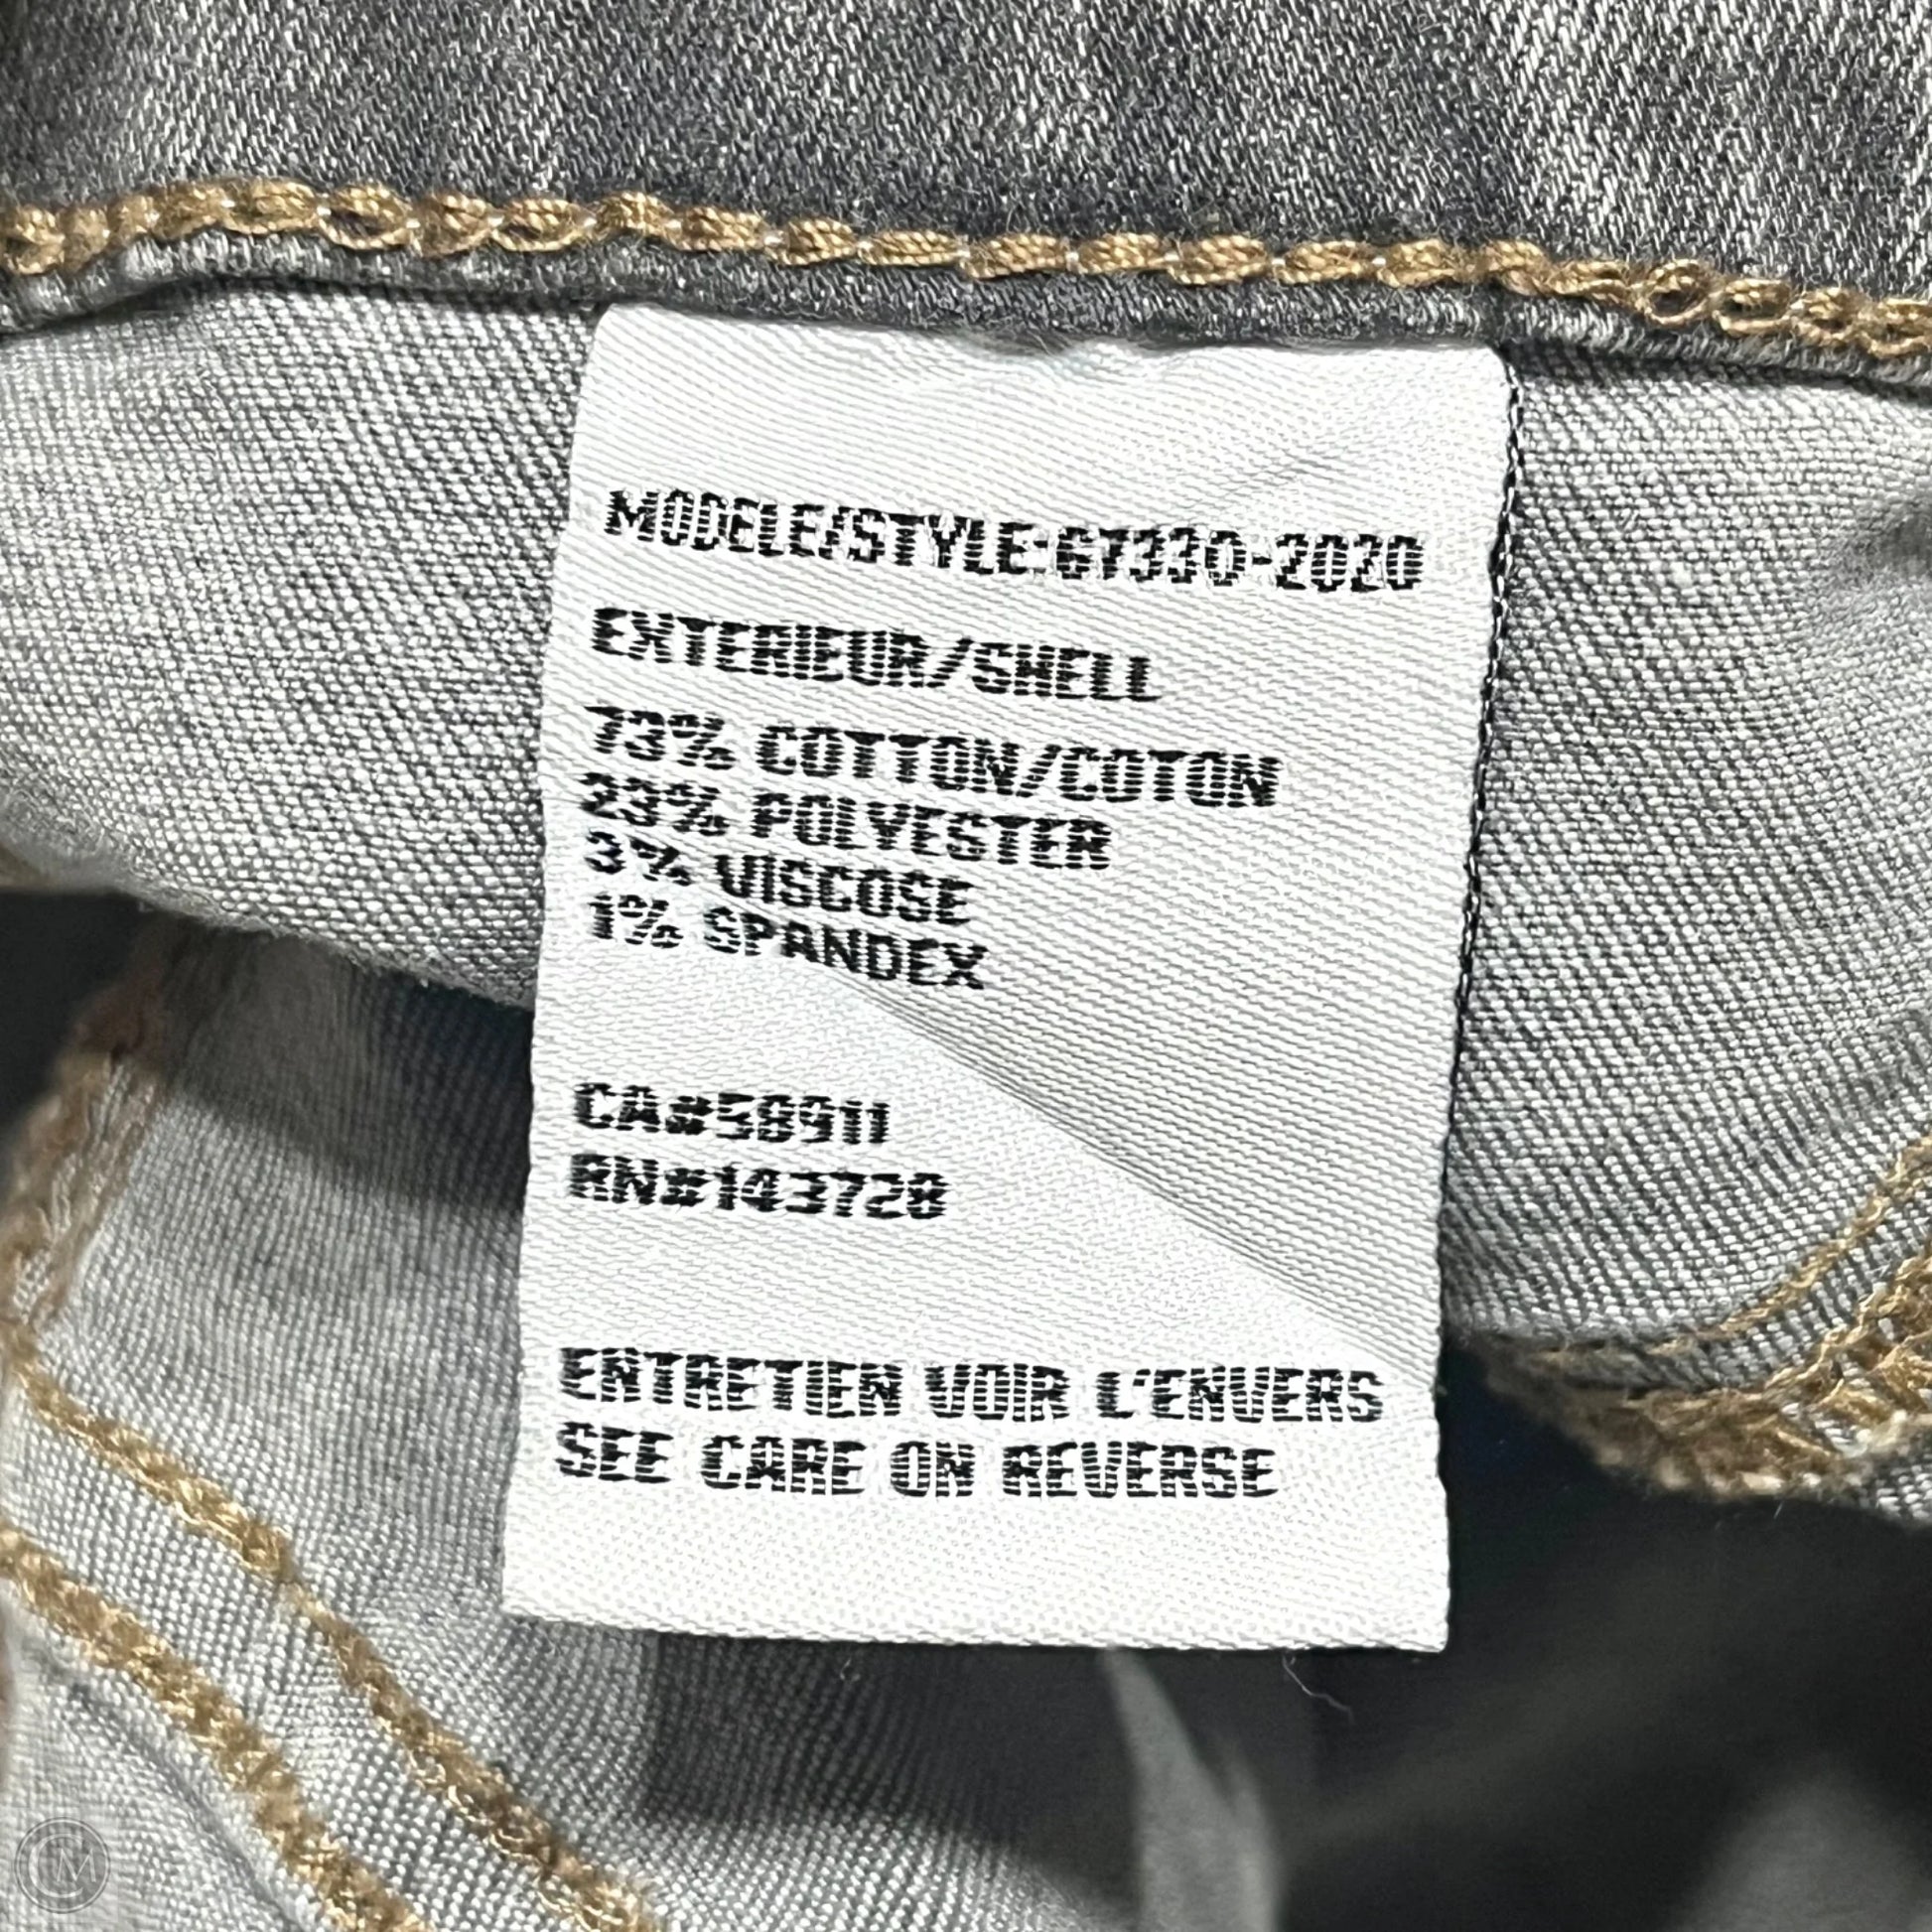 MODELE/STYLE:67330-2020
EXTERIEUR/SHELL
73% COTTON/COTON
23% POLYESTER
3% VISCOSE
1% SPANDEX
CA#58911
RN#143728
ENTRETIEN VOIR L'ENVERS
SEE CARE ON REVERSE